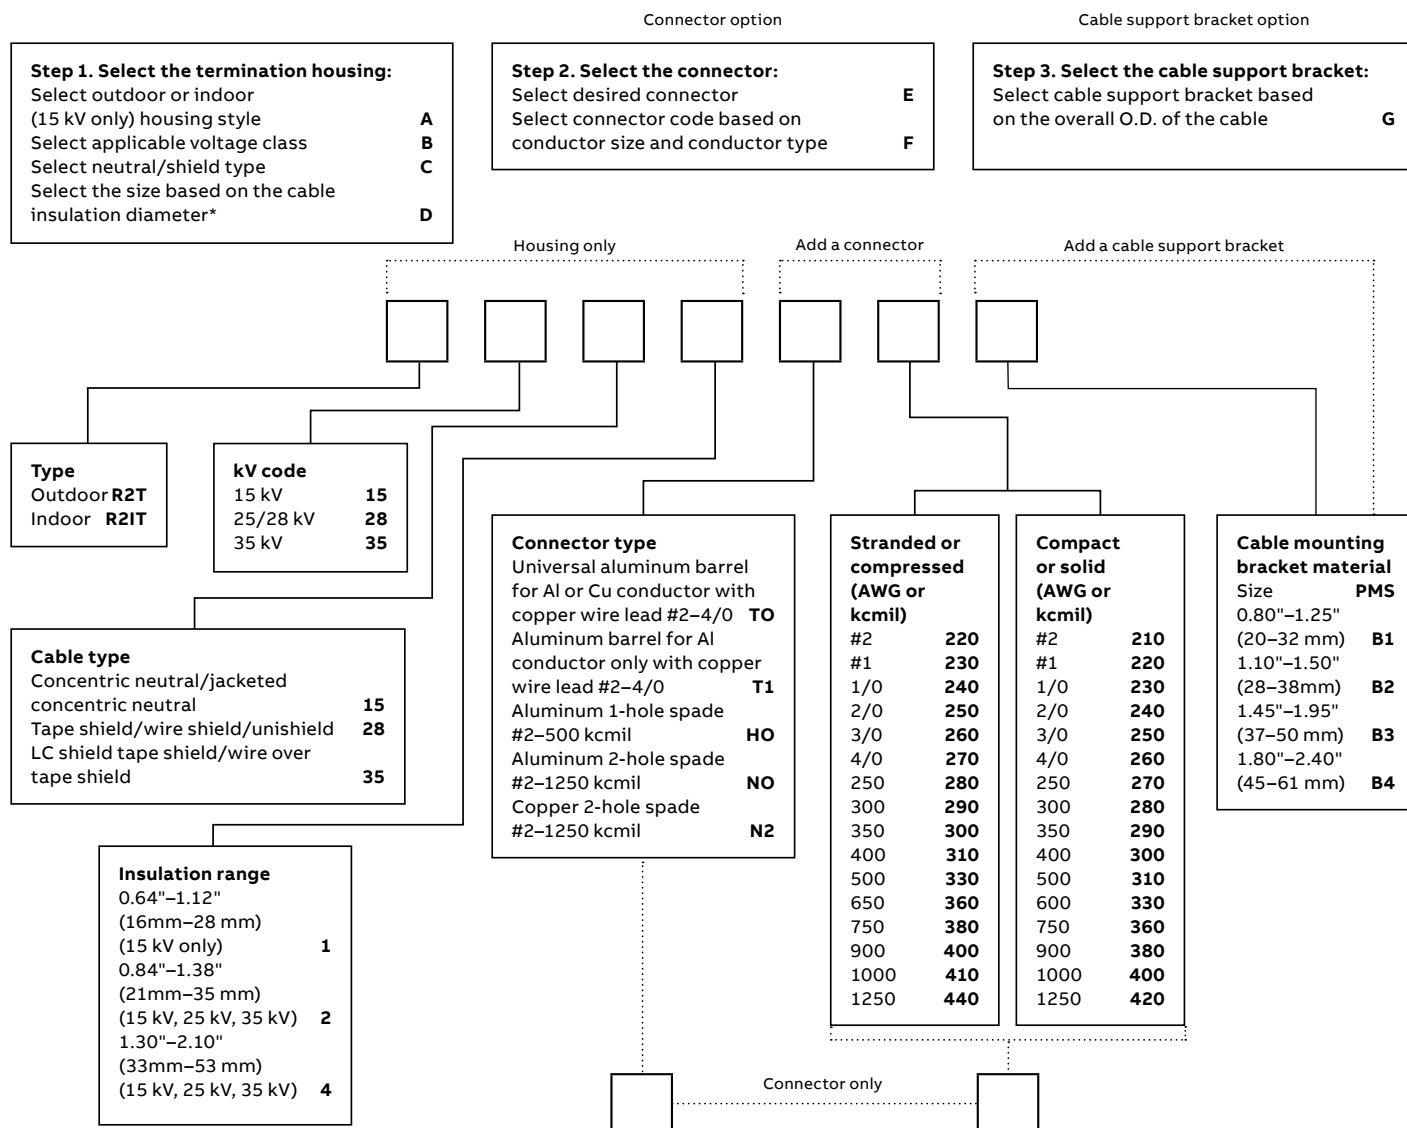 Connector option
Cable support bracket option
Step 1. Select the termination housing:
Select outdoor or indoor
(15 kV only) housing style A
Select applicable voltage class B
Select neutral/shield type C
Select the size based on the cable
insulation diameter* D
Step 2. Select the connector:
Select desired connector E
Select connector code based on
conductor size and conductor type F
Step 3. Select the cable support bracket:
Select cable support bracket based
on the overall O.D. of the cable G
Housing only
Add a connector
Add a cable support bracket
Type
Outdoor R2T
Indoor R2IT
kV code
15 kV 15
25/28 kV 28
35 kV 35
Cable type
Concentric neutral/jacketed
concentric neutral 15
Tape shield/wire shield/unishield 28
LC shield tape shield/wire over
tape shield 35
Insulation range
0.64"–1.12"
(16mm–28 mm)
(15 kV only) 1
0.84"–1.38"
(21mm–35 mm)
(15 kV, 25 kV, 35 kV) 2
1.30"–2.10"
(33mm–53 mm)
(15 kV, 25 kV, 35 kV) 4
Connector type
Universal aluminum barrel
for Al or Cu conductor with
copper wire lead #2–4/0 TO
Aluminum barrel for Al
conductor only with copper
wire lead #2–4/0 T1
Aluminum 1-hole spade
#2–500 kcmil HO
Aluminum 2-hole spade
#2–1250 kcmil NO
Copper 2-hole spade
#2–1250 kcmil N2
Stranded or
compressed
(AWG or
kcmil)
#2 220
#1 230
1/0 240
2/0 250
3/0 260
4/0 270
250 280
300 290
350 300
400 310
500 330
650 360
750 380
900 400
1000 410
1250 440
Compact
or solid
(AWG or
kcmil)
#2 210
#1 220
1/0 230
2/0 240
3/0 250
4/0 260
250 270
300 280
350 290
400 300
500 310
600 330
750 360
900 380
1000 400
1250 420
Cable mounting
bracket material
Size PMS
0.80"–1.25"
(20–32 mm) B1
1.10"–1.50"
(28–38mm) B2
1.45"–1.95"
(37–50 mm) B3
1.80"–2.40"
(45–61 mm) B4
Connector only